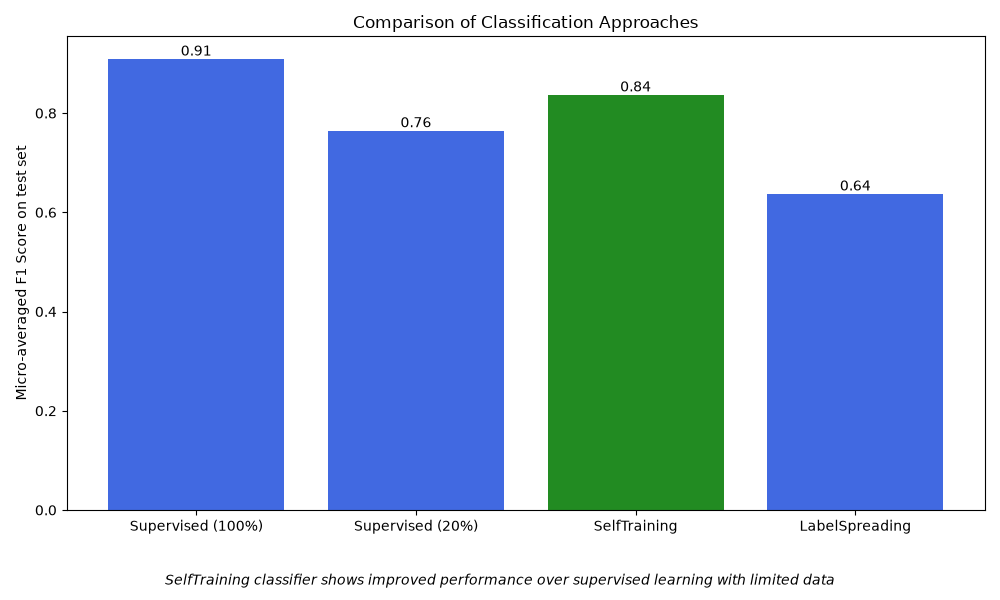 Comparison of Classification Approaches
Micro-averaged F1 Score on test set
0.8
0.6
0.4
0.2
0.0
0.91
0.76
0.84
0.64
Supervised (100%)
Supervised (20%)
SelfTraining
LabelSpreading
SelfTraining classifier shows improved performance over supervised learning with limited data